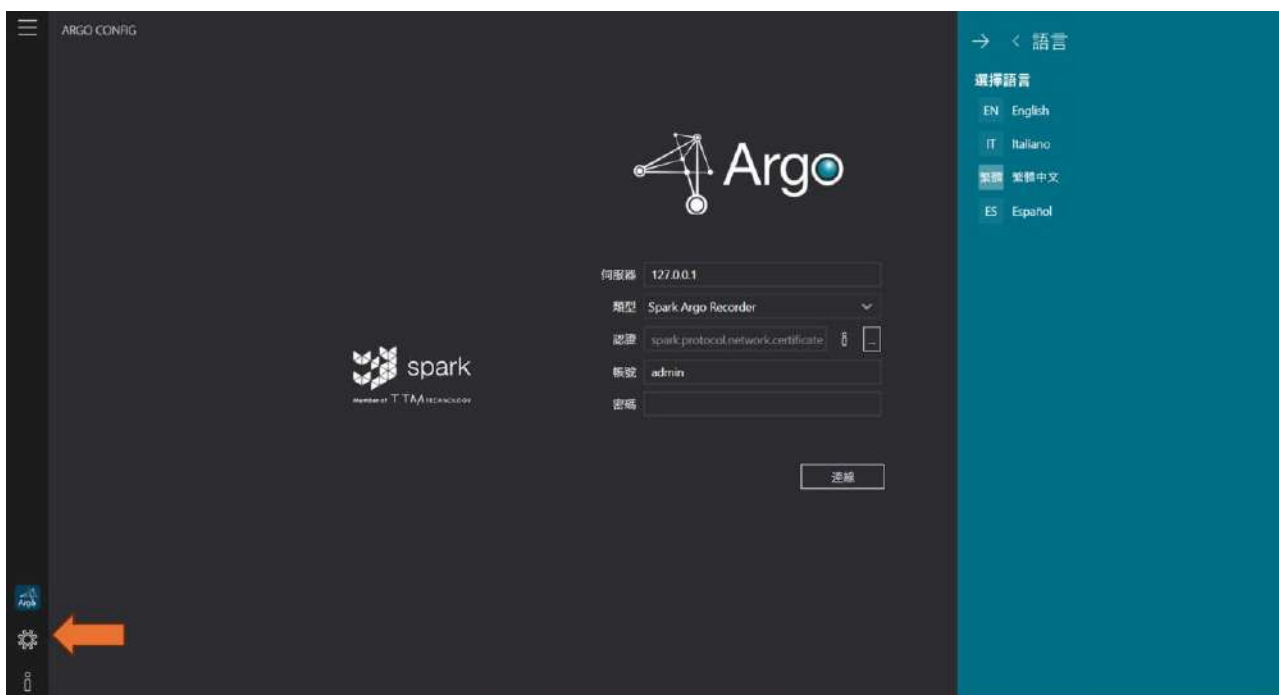 ARGO CONFIG
語言
選擇語言
EN English
IT Italiano
繁體 繁體中文
ES Español
Argo
伺服器 127.0.0.1
類型 Spark Argo Recorder
認證 spark.protocol.network.certificate ...
帳號 admin
密碼
連線
spark
Member of TTM TECHNOLOGY
Argo